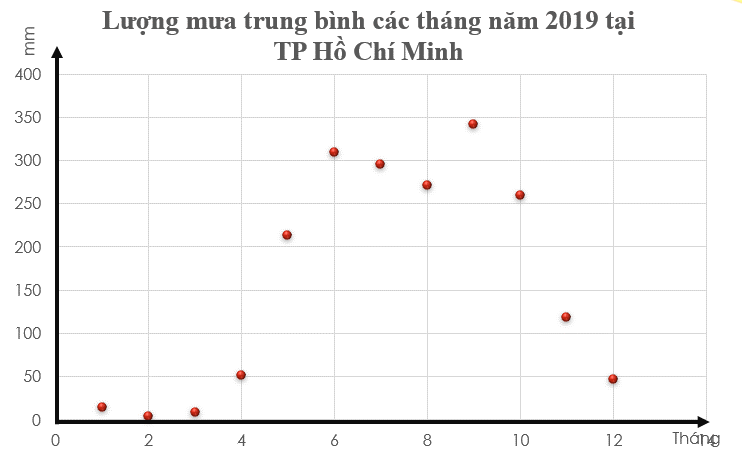 Lượng mưa trung bình các tháng năm 2019 tại
TP Hồ Chí Minh
mm
400
350
300
250
200
150
100
50
0
0 2 4 6 8 10 12 14
Tháng